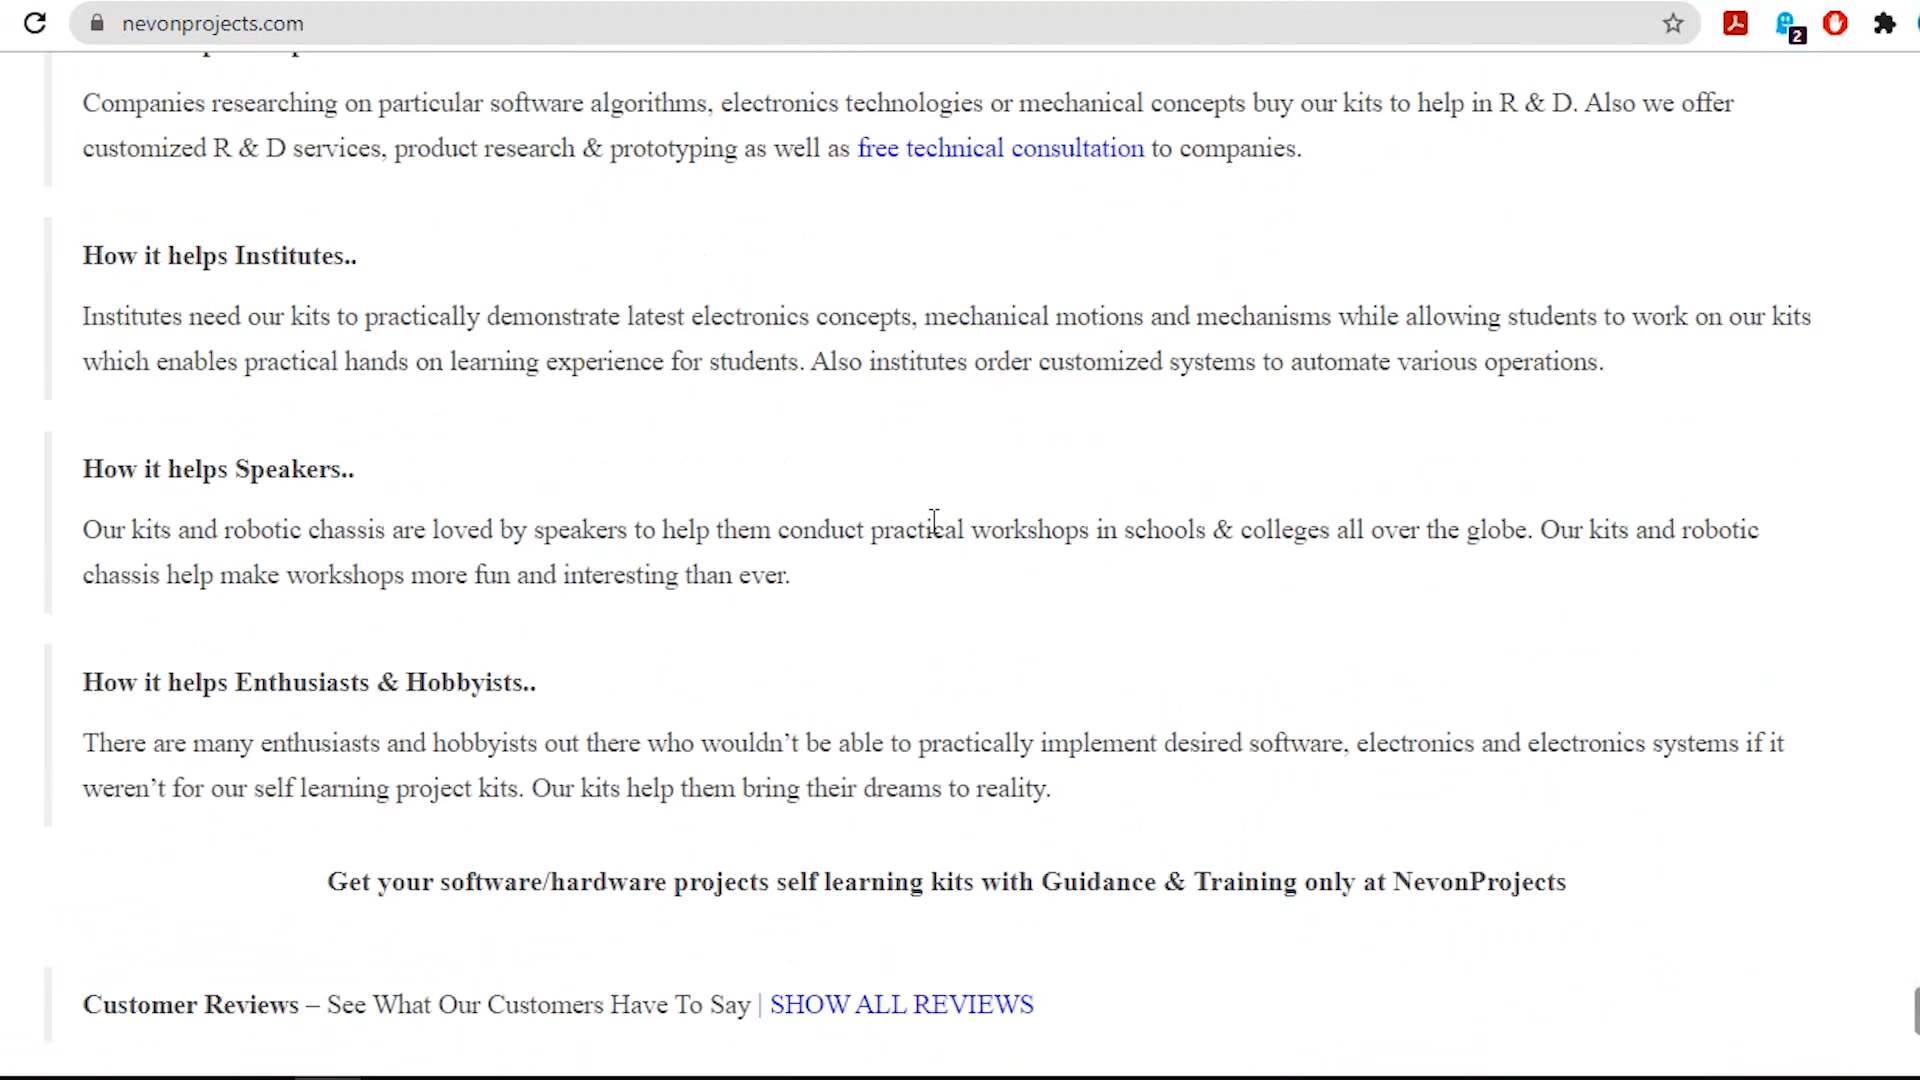 nevonprojects.com
2
Companies researching on particular software algorithms, electronics technologies or mechanical concepts buy our kits to help in R & D. Also we offer
customized R & D services, product research & prototyping as well as free technical consultation to companies.
How it helps Institutes..
Institutes need our kits to practically demonstrate latest electronics concepts, mechanical motions and mechanisms while allowing students to work on our kits
which enables practical hands on learning experience for students. Also institutes order customized systems to automate various operations.
How it helps Speakers..
Our kits and robotic chassis are loved by speakers to help them conduct practical workshops in schools & colleges all over the globe. Our kits and robotic
chassis help make workshops more fun and interesting than ever.
How it helps Enthusiasts & Hobbyists..
There are many enthusiasts and hobbyists out there who wouldn’t be able to practically implement desired software, electronics and electronics systems if it
weren’t for our self learning project kits. Our kits help them bring their dreams to reality.
Get your software/hardware projects self learning kits with Guidance & Training only at NevonProjects
Customer Reviews – See What Our Customers Have To Say | SHOW ALL REVIEWS